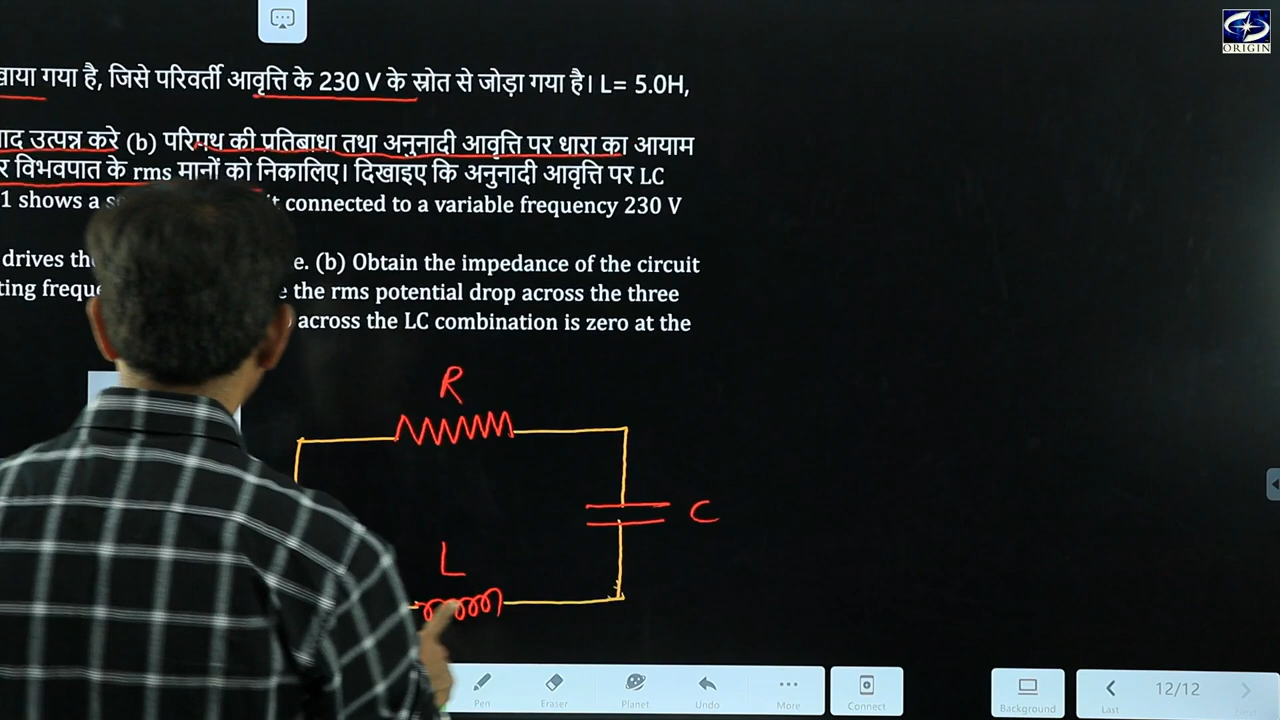 ORIGIN
गया है, जिसे परिवर्ती आवृत्ति के 230 V के स्रोत से जोड़ा गया है। L= 5.0H,
उत्पन्न करे (b) परिपथ की प्रतिबाधा तथा अनुनादी आवृत्ति पर धारा का आयाम
विभवपात के rms मानों को निकालिए। दिखाइए कि अनुनादी आवृत्ति पर LC
1 shows a connected to a variable frequency 230 V
drives (b) Obtain the impedance of the circuit
the rms potential drop across the three
across the LC combination is zero at the
R
C
L
Pen Eraser Planet Undo More Connect Background Last 12/12